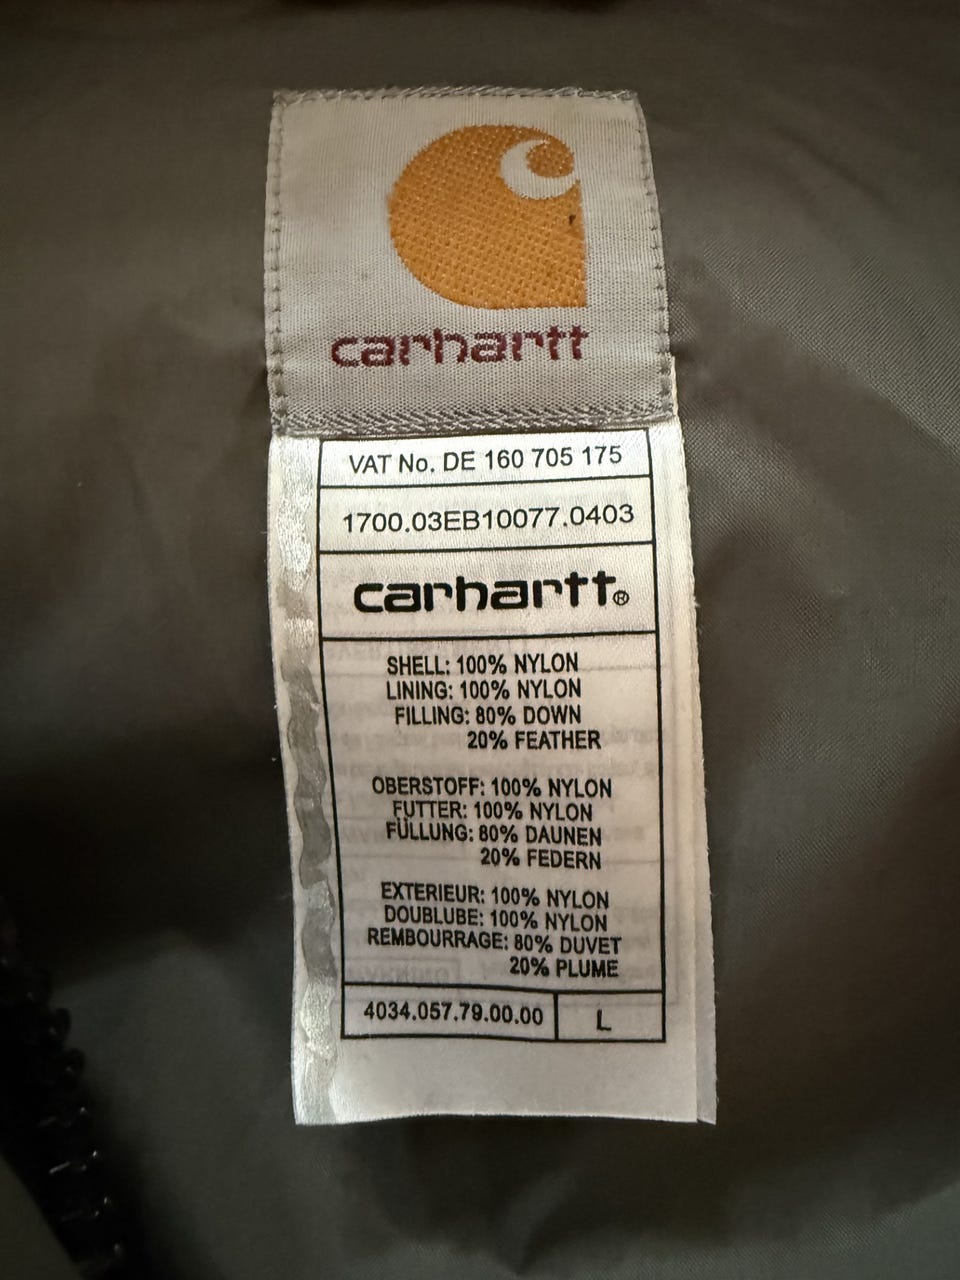 carhartt
VAT No. DE 160 705 175
1700.03EB10077.0403
carhartt®
SHELL: 100% NYLON
LINING: 100% NYLON
FILLING: 80% DOWN
20% FEATHER
OBERSTOFF: 100% NYLON
FUTTER: 100% NYLON
FÜLLUNG: 80% DAUNEN
20% FEDERN
EXTERIEUR: 100% NYLON
DOUBLUBE: 100% NYLON
REMBOURRAGE: 80% DUVET
20% PLUME
4034.057.79.00.00 L